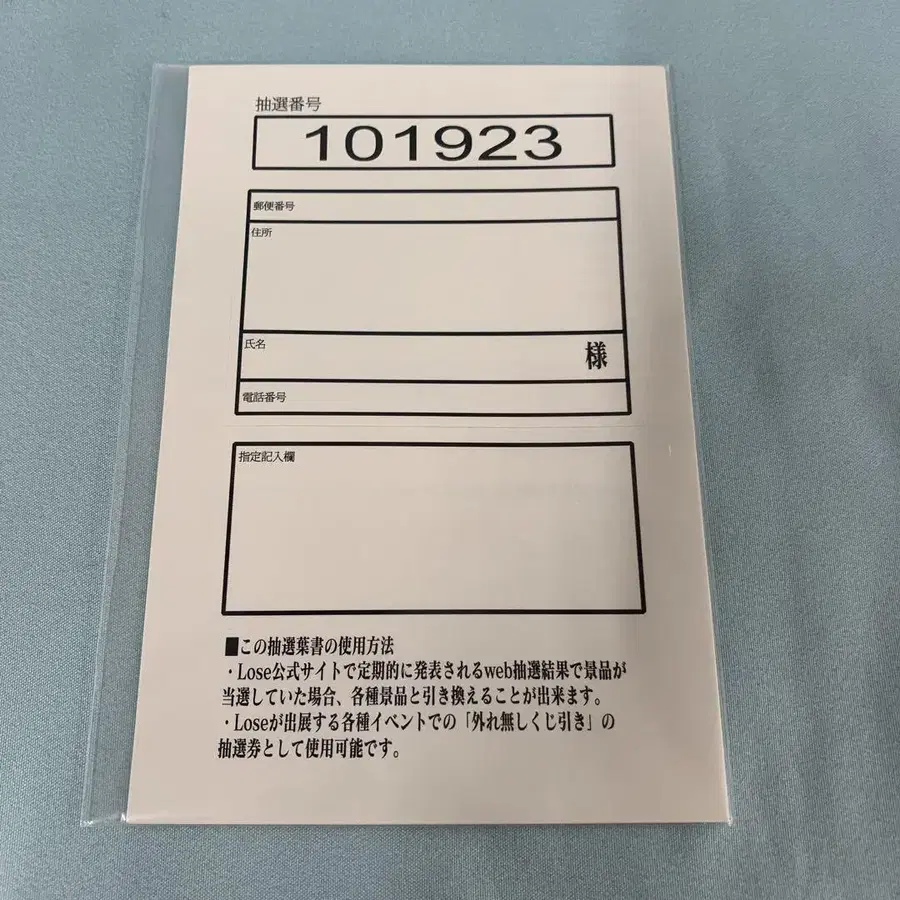 抽選番号
101923
郵便番号
住所
氏名
様
電話番号
指定記入欄
■この抽選葉書の使用方法
・Lose公式サイトで定期的に発表されるweb抽選結果で景品が
当選していた場合、各種景品と引き換えることが出来ます。
・Loseが出展する各種イベントでの「外れ無しくじ引き」の
抽選券として使用可能です。